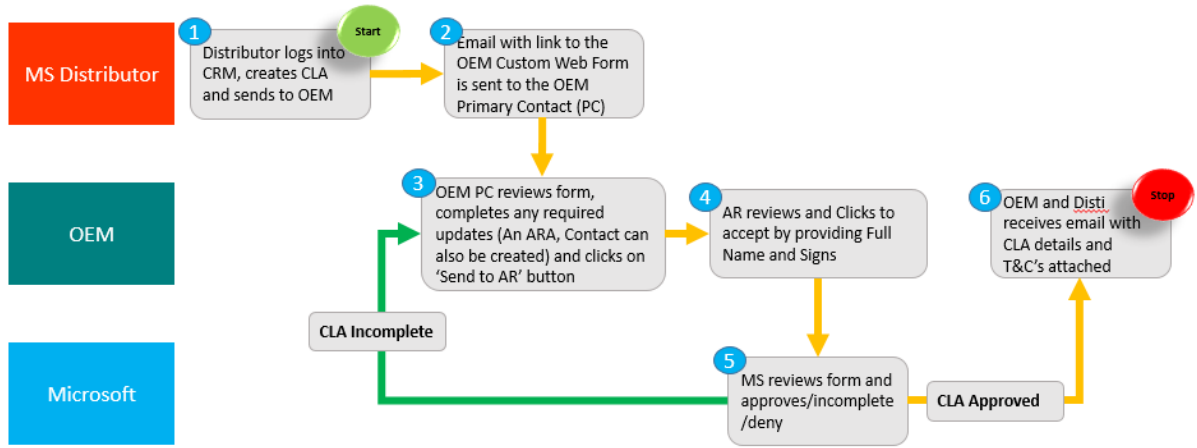 MS Distributor
1
Start
Distributor logs into
CRM, creates CLA
and sends to OEM
2
Email with link to the
OEM Custom Web Form
is sent to the OEM
Primary Contact (PC)
OEM
3
OEM PC reviews form,
completes any required
updates (An ARA, Contact can
also be created) and clicks on
‘Send to AR’ button
4
AR reviews and Clicks to
accept by providing Full
Name and Signs
6
Stop
OEM and Disti
receives email with
CLA details and
T&C’s attached
CLA Incomplete
Microsoft
5
MS reviews form and
approves/incomplete
/deny
CLA Approved